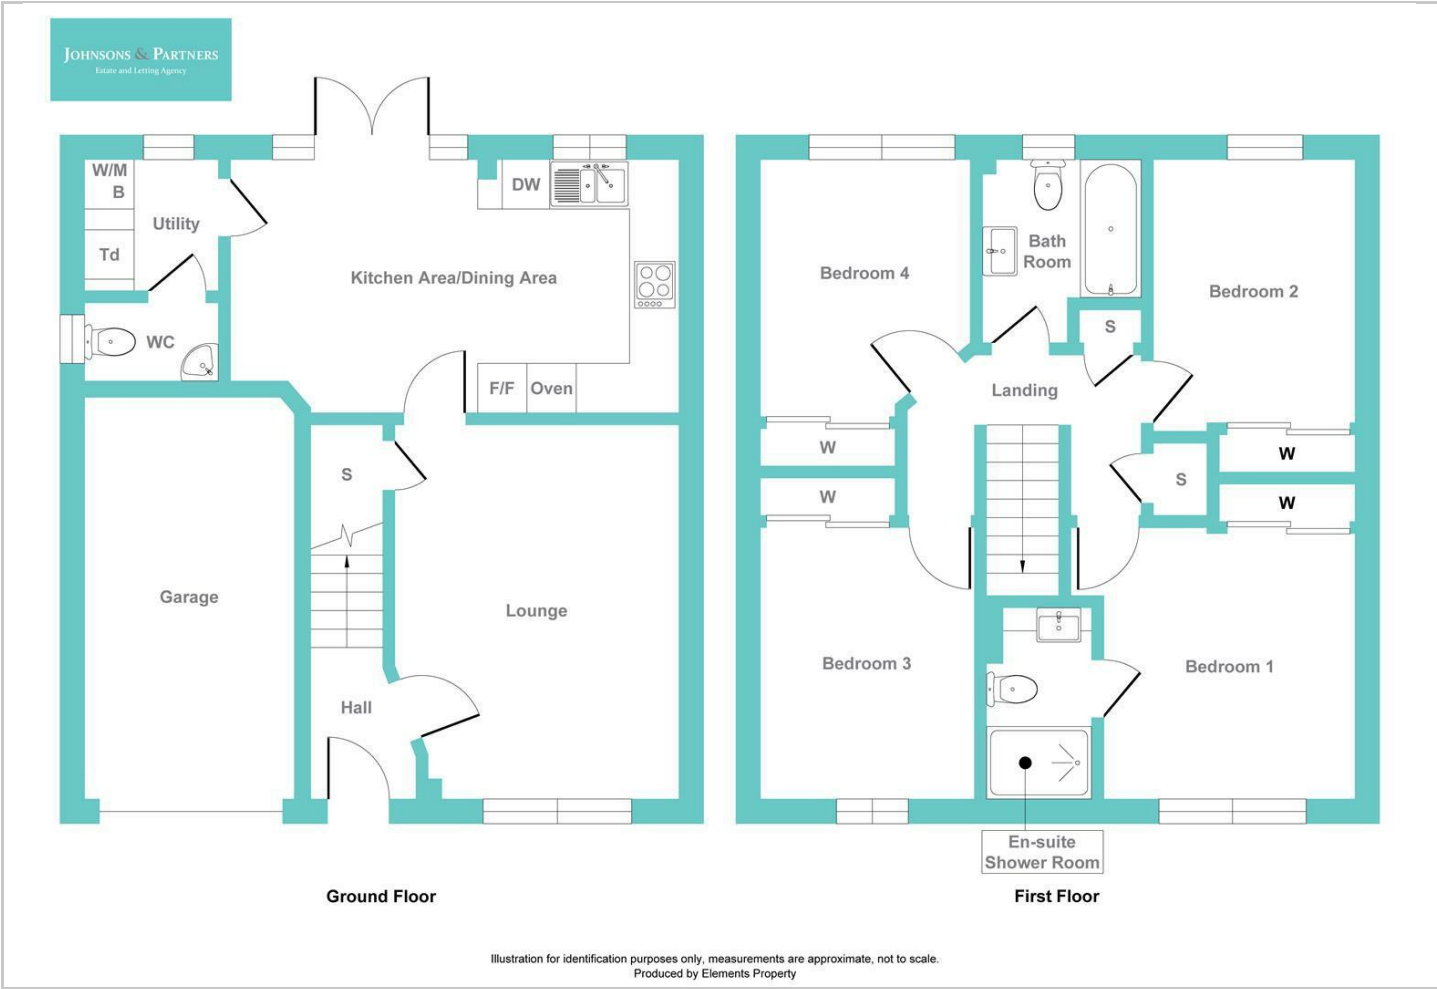 JOHNSONS & PARTNERS
Estate and Letting Agency
W/M
B
Utility
Td
WC
DW
Kitchen Area/Dining Area
F/F
Oven
S
Garage
Lounge
Hall
Ground Floor
Bedroom 4
Bath
Room
Bedroom 2
S
Landing
W
W
W
S
W
Bedroom 3
Bedroom 1
En-suite
Shower Room
First Floor
Illustration for identification purposes only, measurements are approximate, not to scale.
Produced by Elements Property